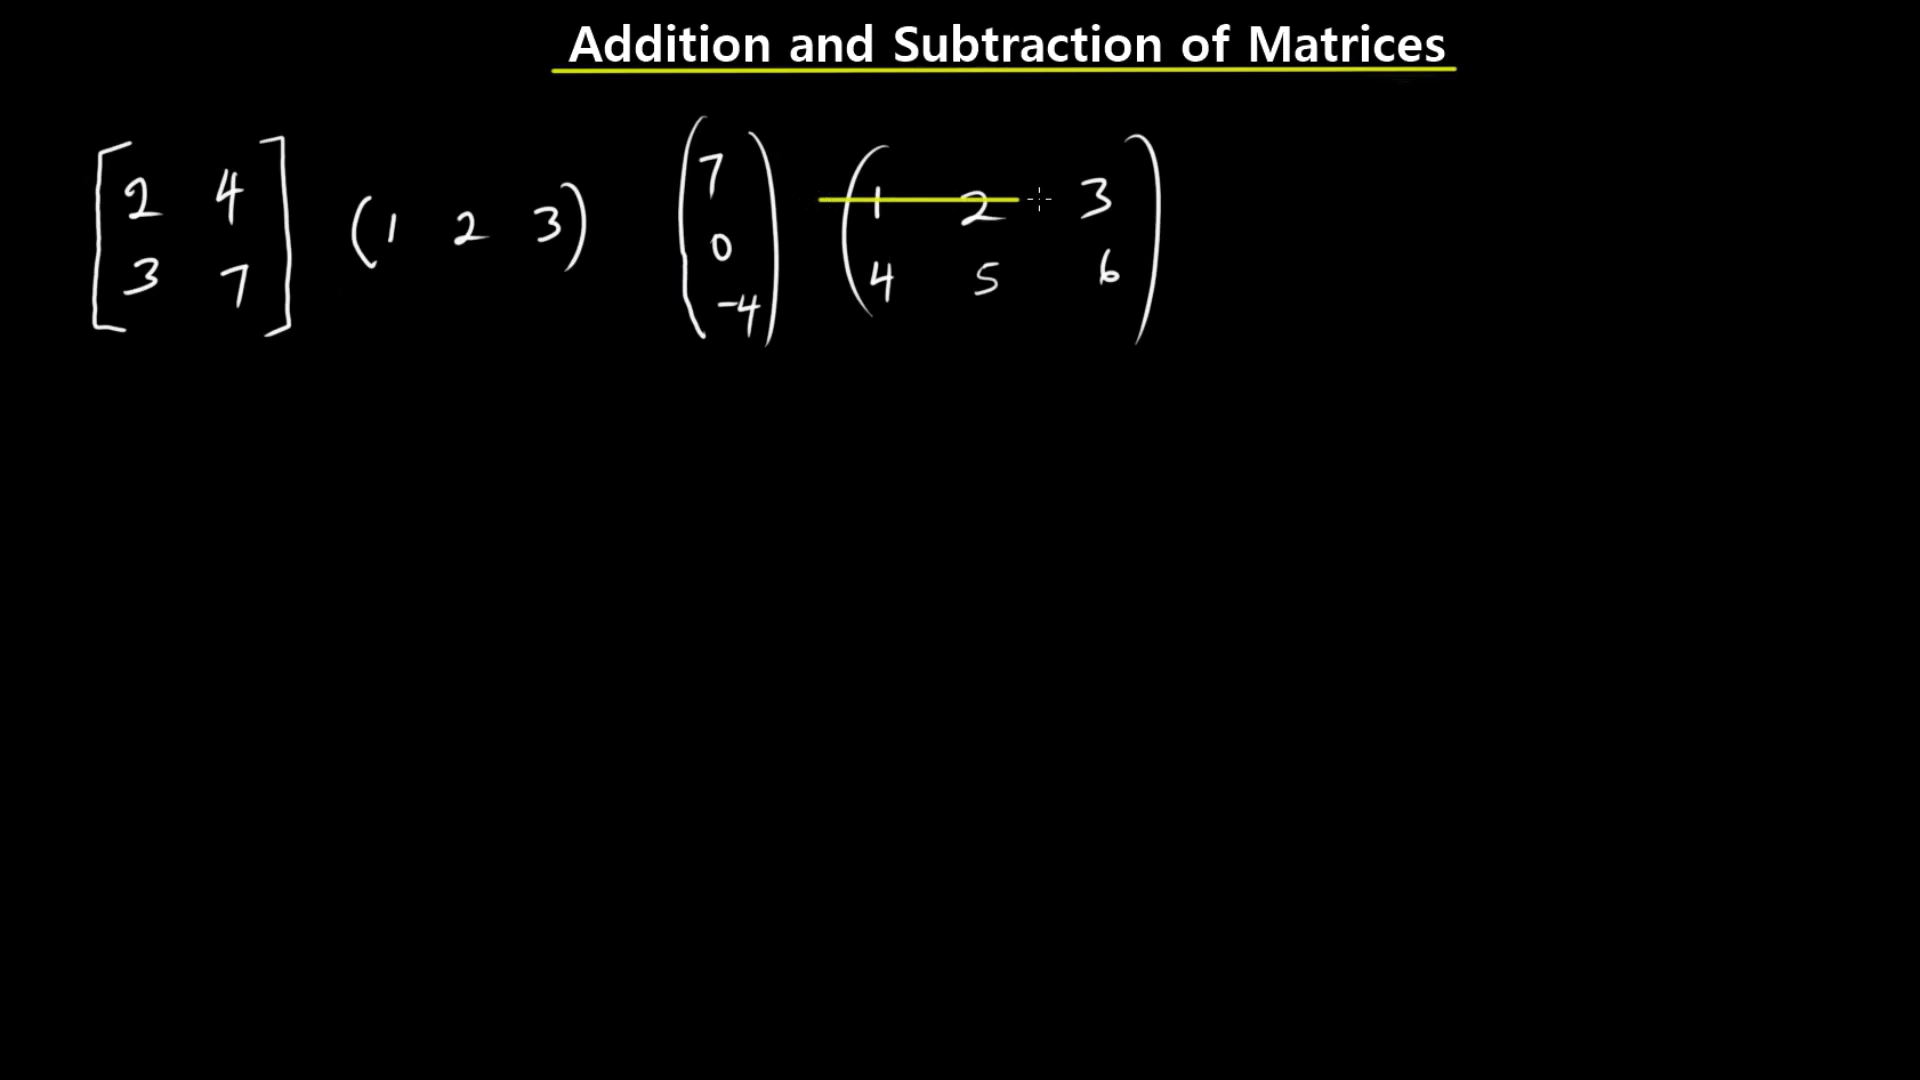 Addition and Subtraction of Matrices
[2 4] (1 2 3) (7) (1 2 3)
[3 7] (0) (4 5 6)
(-4)